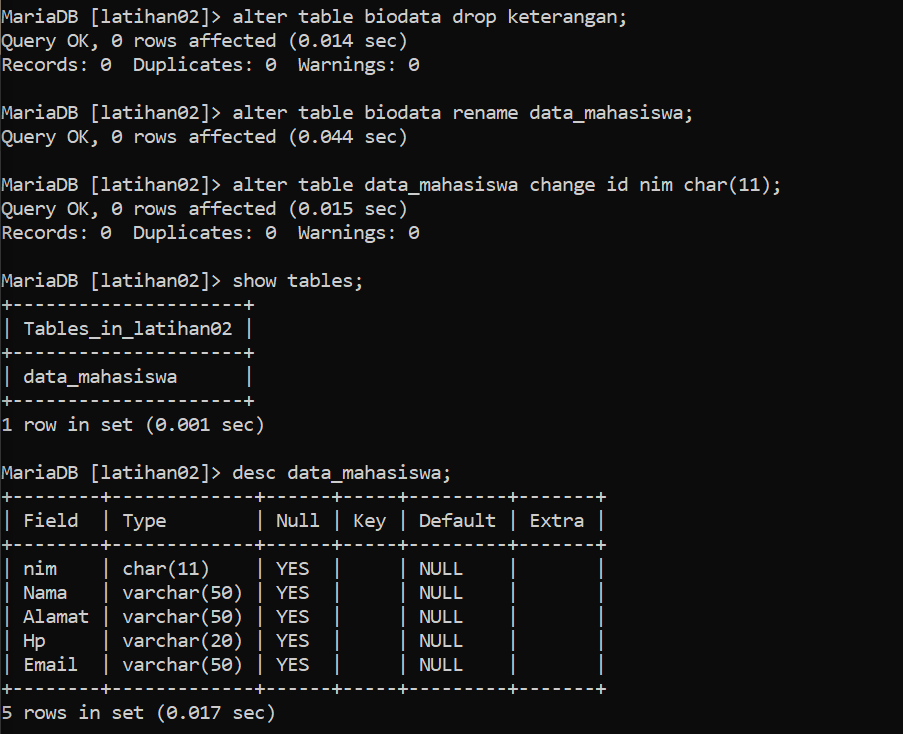 MariaDB [latihan02]> alter table biodata drop keterangan;
Query OK, 0 rows affected (0.014 sec)
Records: 0  Duplicates: 0  Warnings: 0

MariaDB [latihan02]> alter table biodata rename data_mahasiswa;
Query OK, 0 rows affected (0.044 sec)

MariaDB [latihan02]> alter table data_mahasiswa change id nim char(11);
Query OK, 0 rows affected (0.015 sec)
Records: 0  Duplicates: 0  Warnings: 0

MariaDB [latihan02]> show tables;
+---------------------+
| Tables_in_latihan02 |
+---------------------+
| data_mahasiswa      |
+---------------------+
1 row in set (0.001 sec)

MariaDB [latihan02]> desc data_mahasiswa;
+--------+-------------+------+-----+---------+-------+
| Field  | Type        | Null | Key | Default | Extra |
+--------+-------------+------+-----+---------+-------+
| nim    | char(11)    | YES  |     | NULL    |       |
| Nama   | varchar(50) | YES  |     | NULL    |       |
| Alamat | varchar(50) | YES  |     | NULL    |       |
| Hp     | varchar(20) | YES  |     | NULL    |       |
| Email  | varchar(50) | YES  |     | NULL    |       |
+--------+-------------+------+-----+---------+-------+
5 rows in set (0.017 sec)